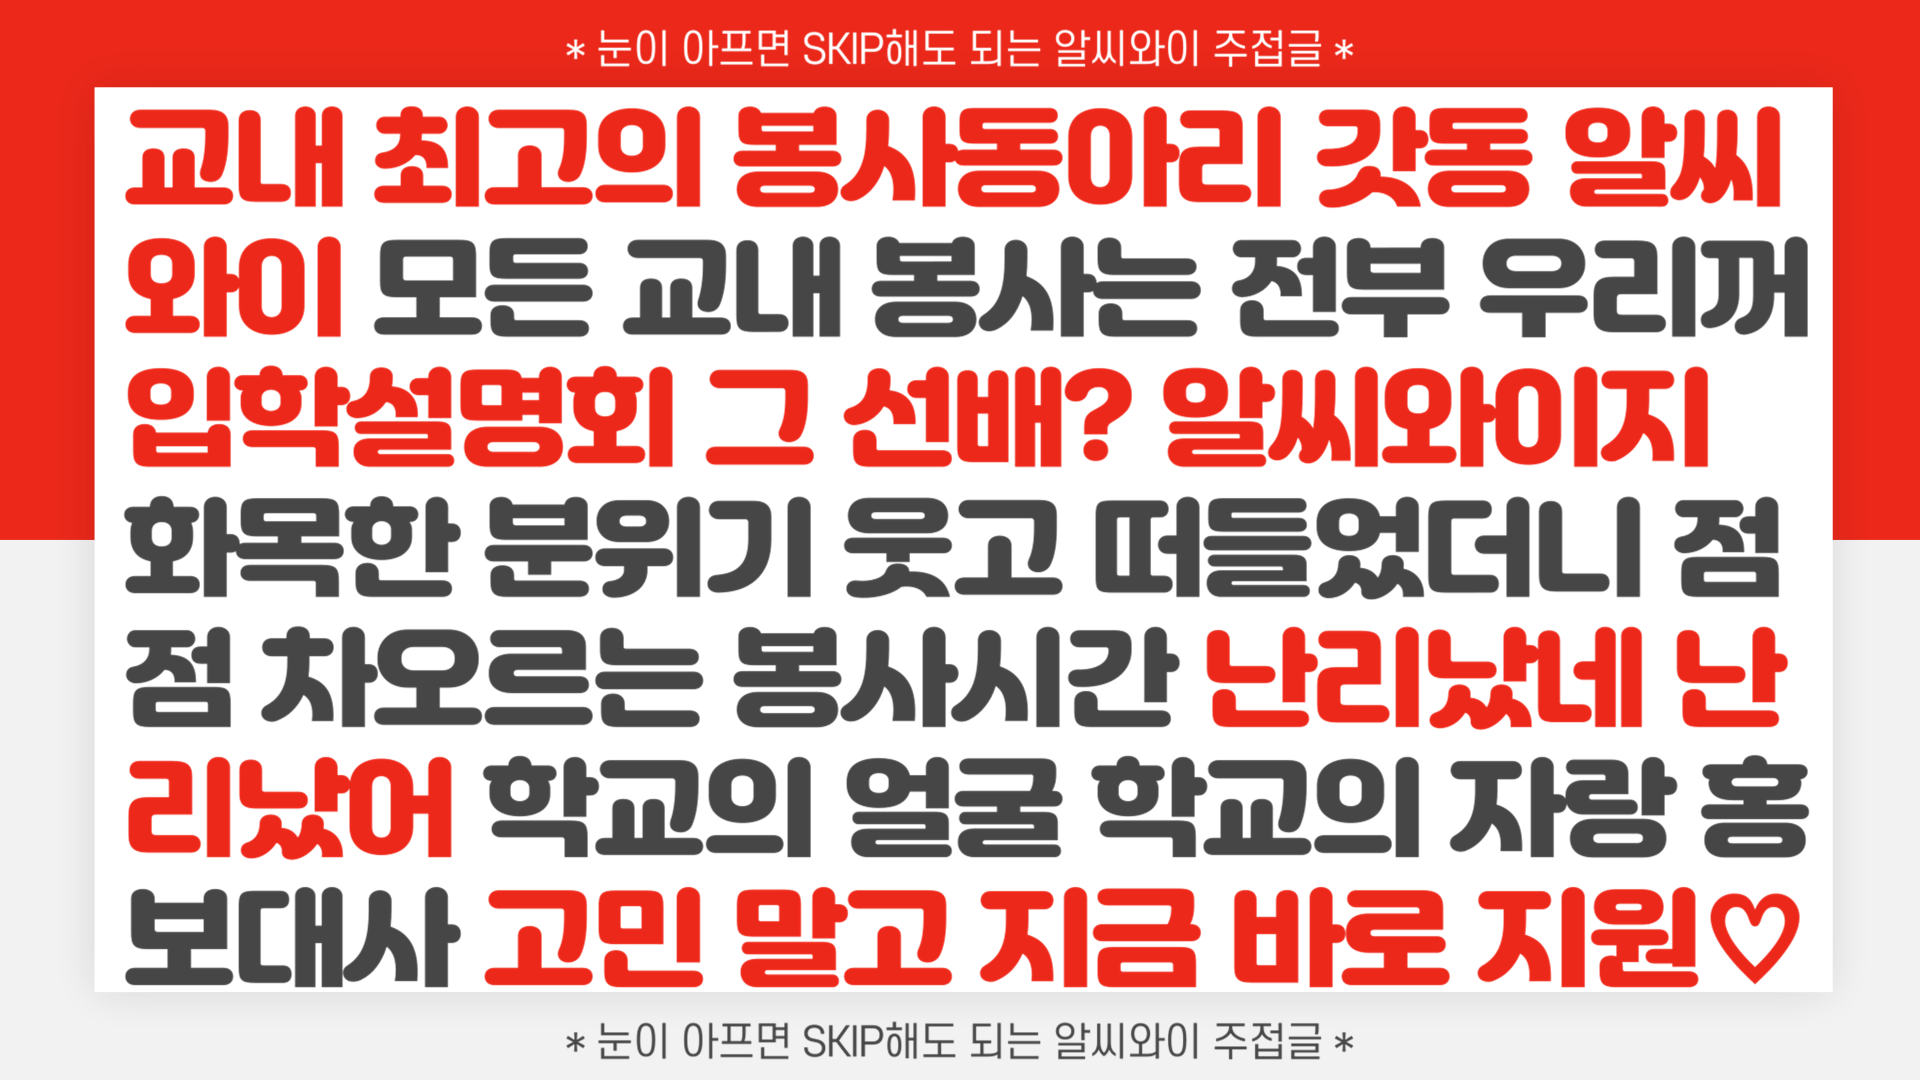 * 눈이 아프면 SKIP해도 되는 알씨와이 주접글 *
교내 최고의 봉사동아리 갓동 알씨
와이 모든 교내 봉사는 전부 우리꺼
입학설명회 그 선배? 알씨와이지
화목한 분위기 웃고 떠들었더니 점
점 차오르는 봉사시간 난리났네 난
리났어 학교의 얼굴 학교의 자랑 홍
보대사 고민 말고 지금 바로 지원♡
* 눈이 아프면 SKIP해도 되는 알씨와이 주접글 *